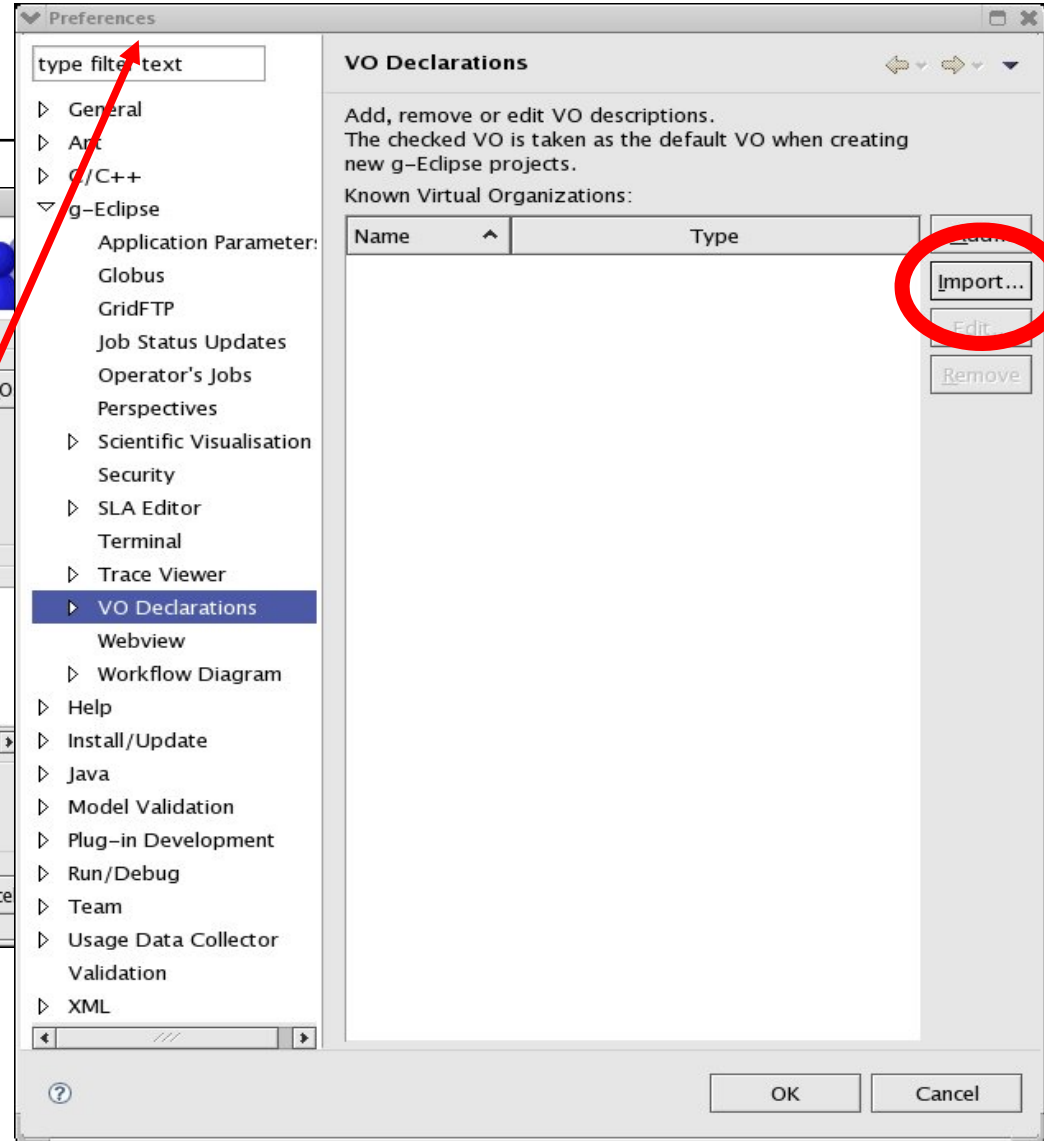 Preferences
type filter text
General
Ant
C/C++
g-Eclipse
Application Parameter:
Globus
GridFTP
Job Status Updates
Operator's Jobs
Perspectives
Scientific Visualisation
Security
SLA Editor
Terminal
Trace Viewer
VO Declarations
Webview
Workflow Diagram
Help
Install/Update
Java
Model Validation
Plug-in Development
Run/Debug
Team
Usage Data Collector
Validation
XML
VO Declarations
Add, remove or edit VO descriptions.
The checked VO is taken as the default VO when creating
new g-Eclipse projects.
Known Virtual Organizations:
Name Type
Import...
Edit...
Remove
OK Cancel